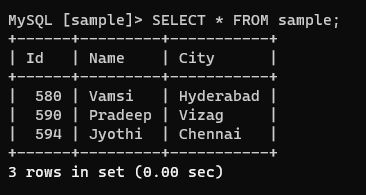 MySQL [sample]> SELECT * FROM sample;
+------+---------+-----------+
| Id   | Name    | City      |
+------+---------+-----------+
|  580 | Vamsi   | Hyderabad |
|  590 | Pradeep | Vizag     |
|  594 | Jyothi  | Chennai   |
+------+---------+-----------+
3 rows in set (0.00 sec)